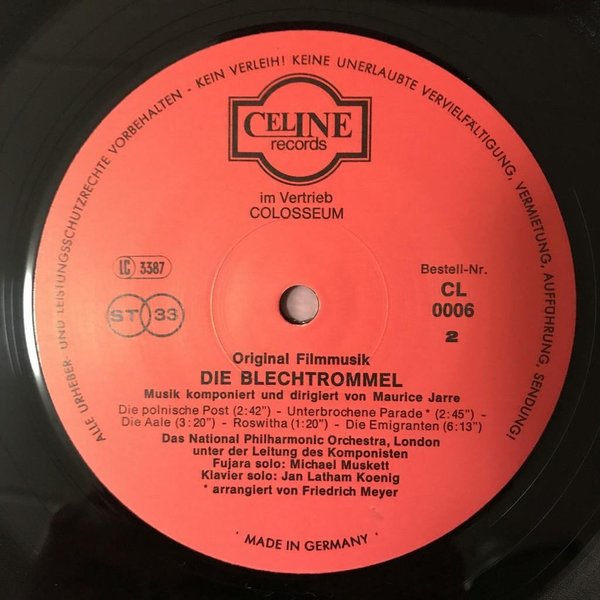 ALLE URHEBER- UND LEISTUNGSSCHUTZRECHTE VORBEHALTEN - KEIN VERLEIH! KEINE UNERLAUBTE VERVIELFÄLTIGUNG, VERMIETUNG, AUFFÜHRUNG, SENDUNG!
CELINE
records
im Vertrieb
COLOSSEUM
LC 3387
ST 33
Bestell-Nr.
CL
0006
2
Original Filmmusik
DIE BLECHTROMMEL
Musik komponiert und dirigiert von Maurice Jarre
Die polnische Post (2:42") - Unterbrochene Parade * (2:45") -
Die Aale (3:20") - Roswitha (1:20") - Die Emigranten (6:13")
Das National Philharmonic Orchestra, London
unter der Leitung des Komponisten
Fujara solo: Michael Muskett
Klavier solo: Jan Latham Koenig
* arrangiert von Friedrich Meyer
· MADE IN GERMANY ·